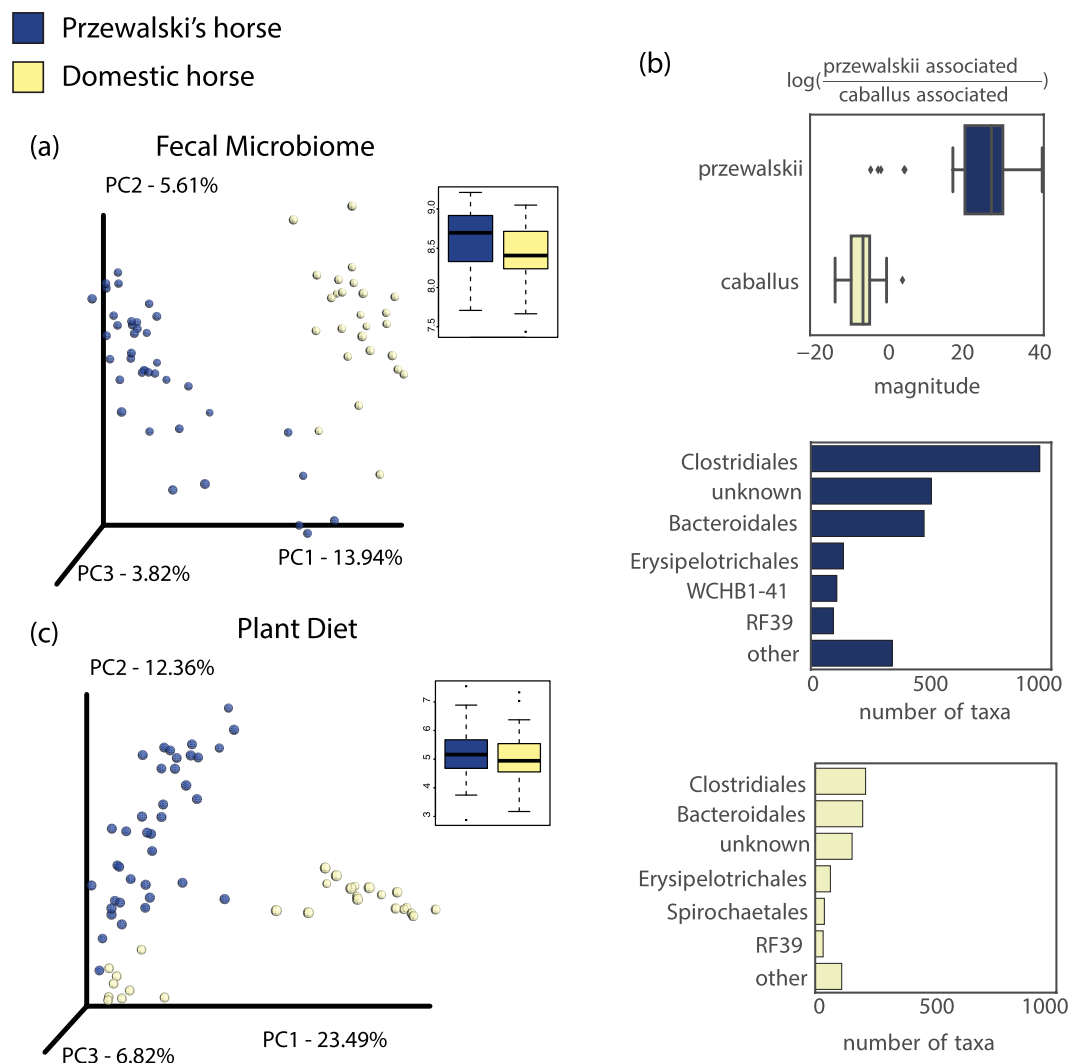 Przewalski's horse
Domestic horse
(a)
Fecal Microbiome
PC2 - 5.61%
9.0
8.5
8.0
7.5
PC1 - 13.94%
PC3 - 3.82%
(b)
log(przewalskii associated
caballus associated)
przewalskii
caballus
−20 0 20 40
magnitude
Clostridiales
unknown
Bacteroidales
Erysipelotrichales
WCHB1-41
RF39
other
0 500 1000
number of taxa
(c)
Plant Diet
PC2 - 12.36%
7
6
5
4
3
PC1 - 23.49%
PC3 - 6.82%
Clostridiales
Bacteroidales
unknown
Erysipelotrichales
Spirochaetales
RF39
other
0 500 1000
number of taxa